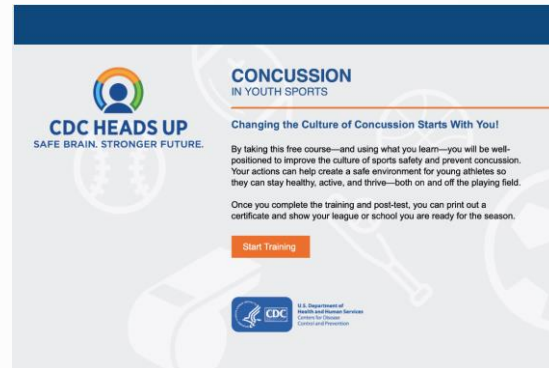 CDC HEADS UP
SAFE BRAIN. STRONGER FUTURE.
CONCUSSION
IN YOUTH SPORTS
Changing the Culture of Concussion Starts With You!
By taking this free course—and using what you learn—you will be well-
positioned to improve the culture of sports safety and prevent concussion.
Your actions can help create a safe environment for young athletes so
they can stay healthy, active, and thrive—both on and off the playing field.
Once you complete the training and post-test, you can print out a
certificate and show your league or school you are ready for the season.
Start Training
CDC
U.S. Department of
Health and Human Services
Centers for Disease
Control and Prevention